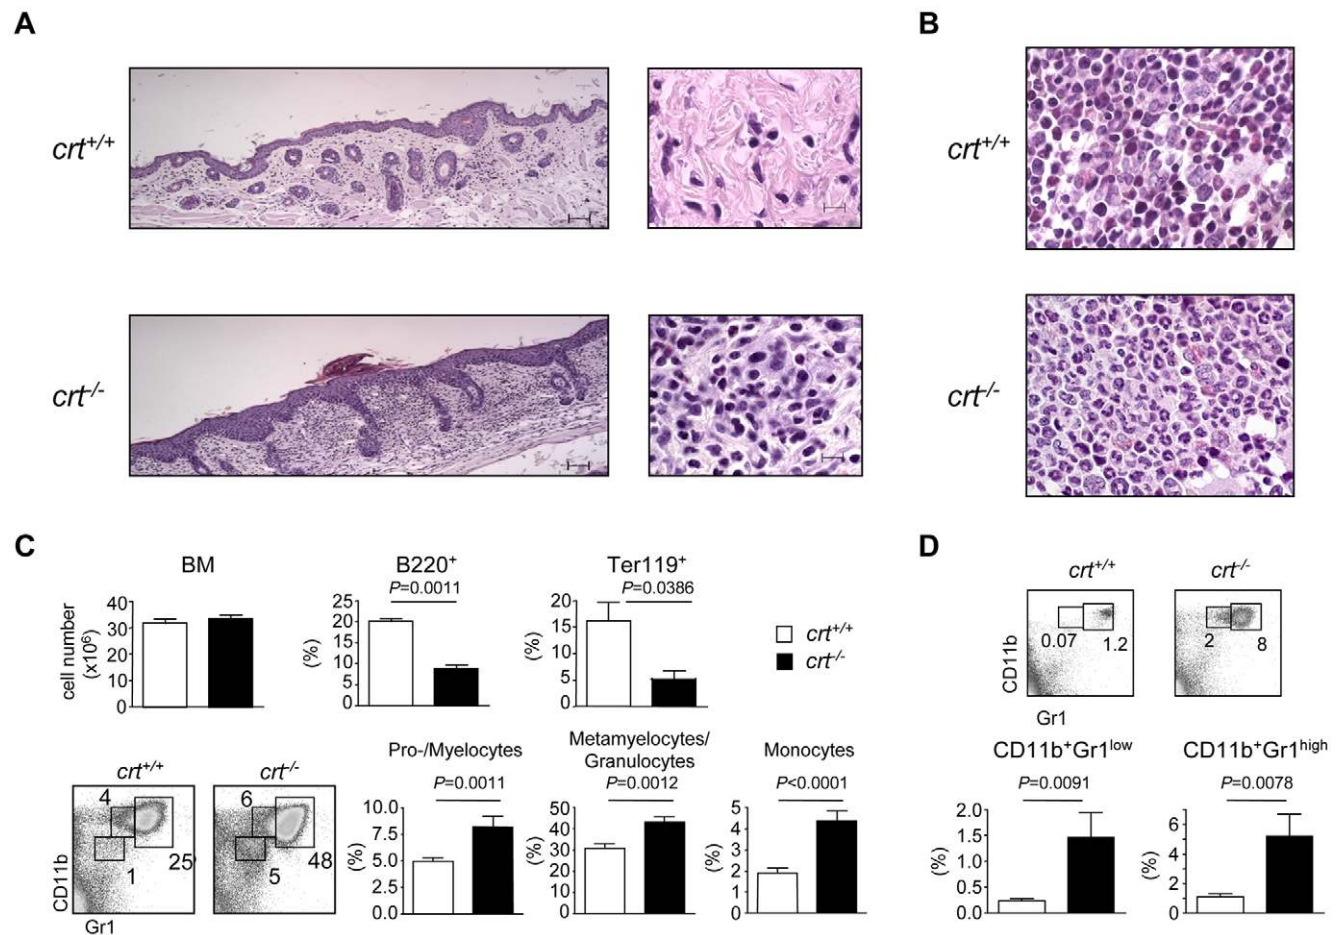 A
B
crt+/+
crt+/+
crt-/-
crt-/-
C
D
BM
B220+
Ter119+
P=0.0011
P=0.0386
cell number
(x10⁶)
40
30
20
10
0
(%)
25
20
15
10
5
0
(%)
20
15
10
5
0
crt+/+
crt-/-
crt+/+
crt-/-
CD11b
0.07
1.2
2
8
Gr1
crt+/+
crt-/-
CD11b
4
25
1
6
48
5
Gr1
Pro-/Myelocytes
P=0.0011
(%)
10.0
7.5
5.0
2.5
0.0
Metamyelocytes/
Granulocytes
P=0.0012
(%)
50
40
30
20
10
0
Monocytes
P<0.0001
(%)
5
4
3
2
1
0
CD11b+Gr1low
P=0.0091
(%)
2.0
1.5
1.0
0.5
0.0
CD11b+Gr1high
P=0.0078
(%)
6
4
2
0